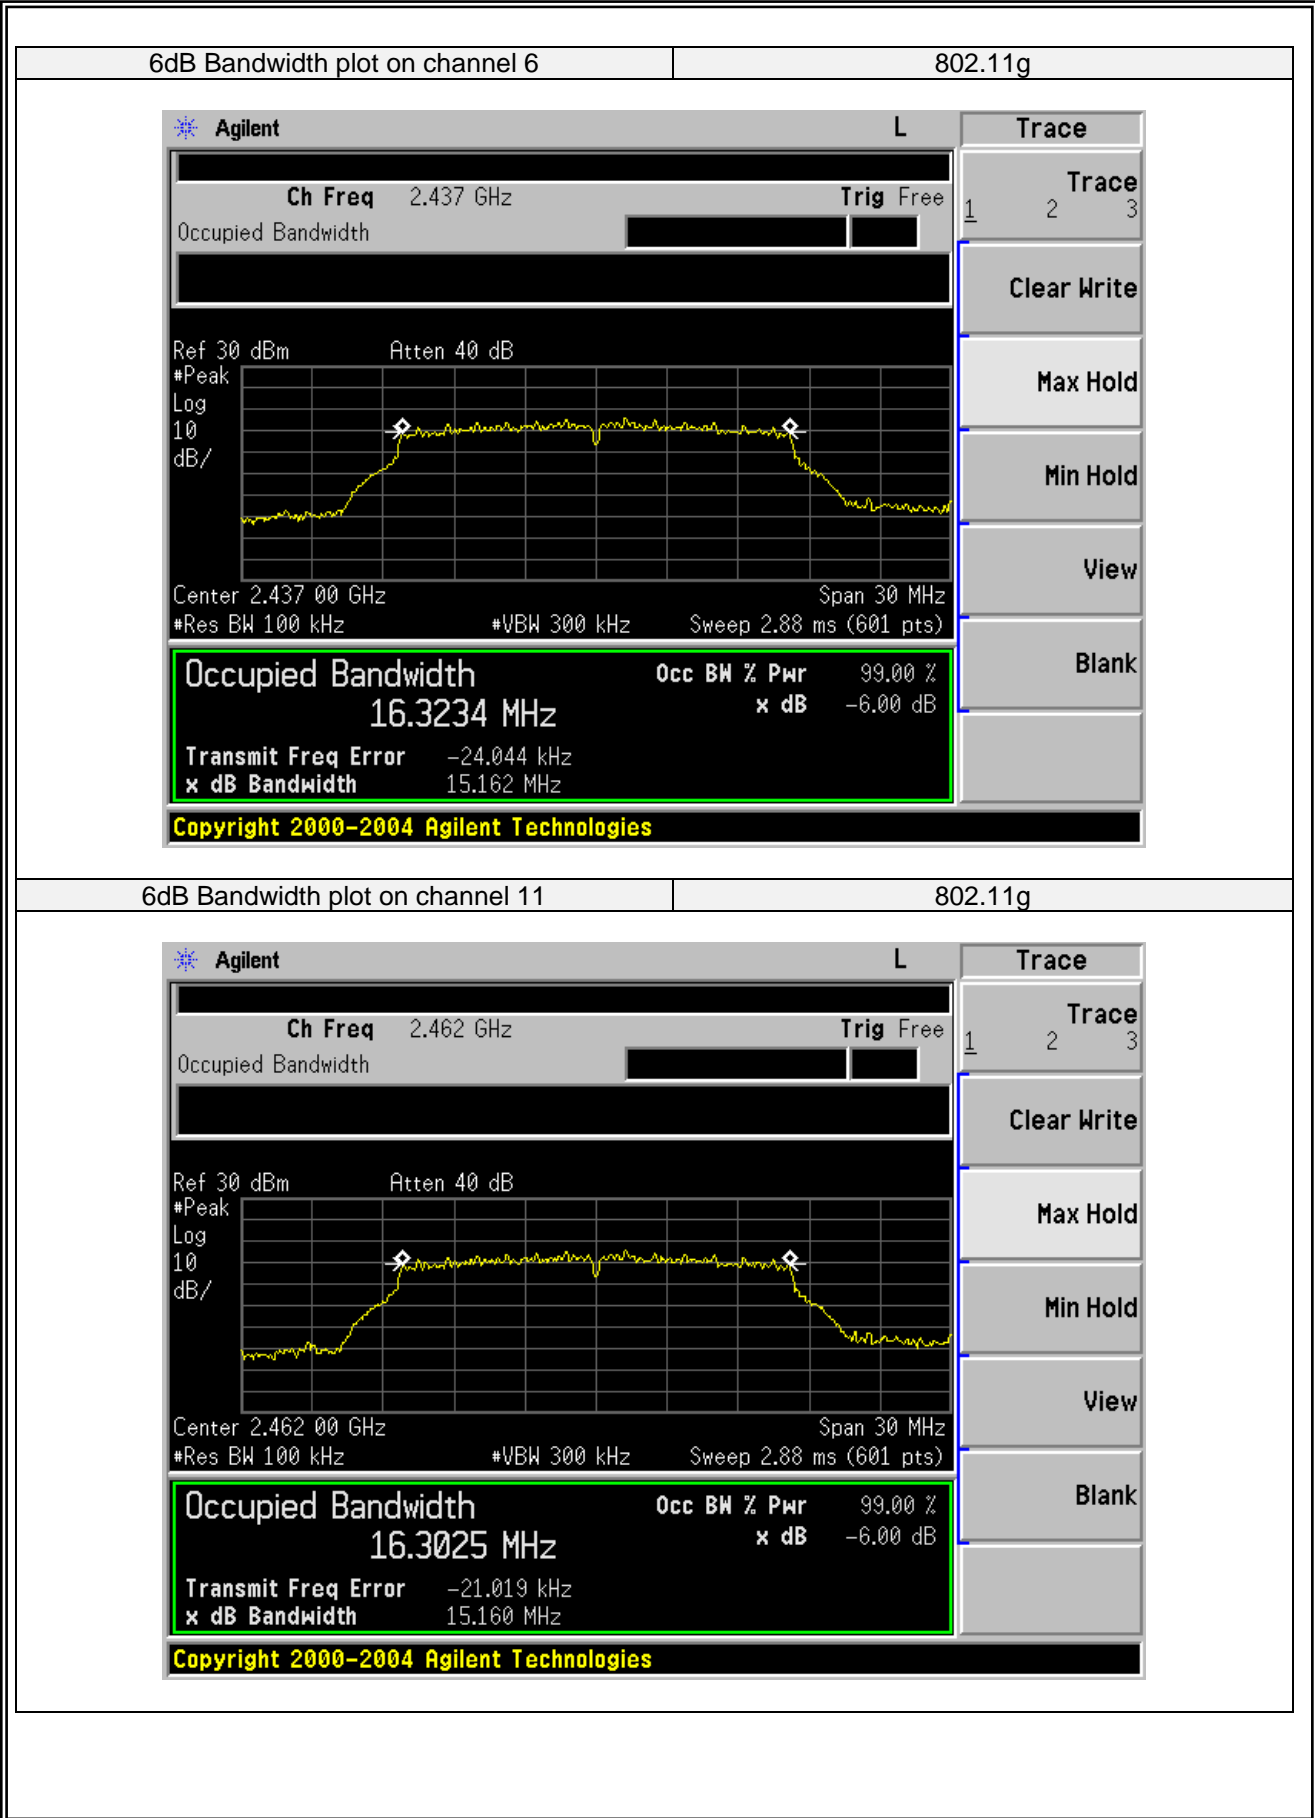 6dB Bandwidth plot on channel 6 802.11g
Agilent L Trace
Ch Freq 2.437 GHz Trig Free
Occupied Bandwidth
Trace
1 2 3
Clear Write
Max Hold
Min Hold
View
Blank
Ref 30 dBm Atten 40 dB
#Peak
Log
10
dB/
Center 2.437 00 GHz Span 30 MHz
#Res BW 100 kHz #VBW 300 kHz Sweep 2.88 ms (601 pts)
Occupied Bandwidth Occ BW % Pwr 99.00 %
16.3234 MHz x dB -6.00 dB
Transmit Freq Error -24.044 kHz
x dB Bandwidth 15.162 MHz
Copyright 2000-2004 Agilent Technologies
6dB Bandwidth plot on channel 11 802.11g
Agilent L Trace
Ch Freq 2.462 GHz Trig Free
Occupied Bandwidth
Trace
1 2 3
Clear Write
Max Hold
Min Hold
View
Blank
Ref 30 dBm Atten 40 dB
#Peak
Log
10
dB/
Center 2.462 00 GHz Span 30 MHz
#Res BW 100 kHz #VBW 300 kHz Sweep 2.88 ms (601 pts)
Occupied Bandwidth Occ BW % Pwr 99.00 %
16.3025 MHz x dB -6.00 dB
Transmit Freq Error -21.019 kHz
x dB Bandwidth 15.160 MHz
Copyright 2000-2004 Agilent Technologies